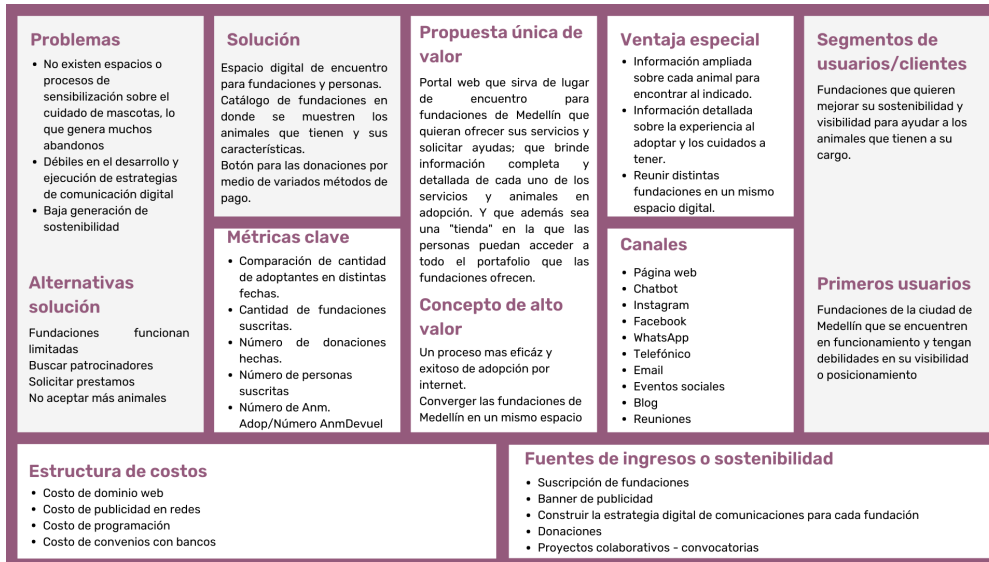 Problemas
No existen espacios o
procesos de
sensibilización sobre el
cuidado de mascotas, lo
que genera muchos
abandonos
Débiles en el desarrollo y
ejecución de estrategias
de comunicación digital
Baja generación de
sostenibilidad
Alternativas
solución
Fundaciones funcionan
limitadas
Buscar patrocinadores
Solicitar prestamos
No aceptar más animales
Solución
Espacio digital de encuentro
para fundaciones y personas.
Catálogo de fundaciones en
donde se muestren los
animales que tienen y sus
características.
Botón para las donaciones por
medio de variados métodos de
pago.
Métricas clave
Comparación de cantidad
de adoptantes en distintas
fechas.
Cantidad de fundaciones
suscritas.
Número de donaciones
hechas.
Número de personas
suscritas
Número de Anm.
Adop/Número AnmDevuel
Propuesta única de
valor
Portal web que sirva de lugar
de encuentro para
fundaciones de Medellín que
quieran ofrecer sus servicios y
solicitar ayudas; que brinde
información completa y
detallada de cada uno de los
servicios y animales en
adopción. Y que además sea
una "tienda" en la que las
personas puedan acceder a
todo el portafolio que las
fundaciones ofrecen.
Concepto de alto
valor
Un proceso mas eficáz y
exitoso de adopción por
internet.
Converger las fundaciones de
Medellín en un mismo espacio
Ventaja especial
Información ampliada
sobre cada animal para
encontrar al indicado.
Información detallada
sobre la experiencia al
adoptar y los cuidados a
tener.
Reunir distintas
fundaciones en un mismo
espacio digital.
Canales
Página web
Chatbot
Instagram
Facebook
WhatsApp
Telefónico
Email
Eventos sociales
Blog
Reuniones
Segmentos de
usuarios/clientes
Fundaciones que quieren
mejorar su sostenibilidad y
visibilidad para ayudar a los
animales que tienen a su
cargo.
Primeros usuarios
Fundaciones de la ciudad de
Medellín que se encuentren
en funcionamiento y tengan
debilidades en su visibilidad
o posicionamiento
Estructura de costos
Costo de dominio web
Costo de publicidad en redes
Costo de programación
Costo de convenios con bancos
Fuentes de ingresos o sostenibilidad
Suscripción de fundaciones
Banner de publicidad
Construir la estrategia digital de comunicaciones para cada fundación
Donaciones
Proyectos colaborativos - convocatorias